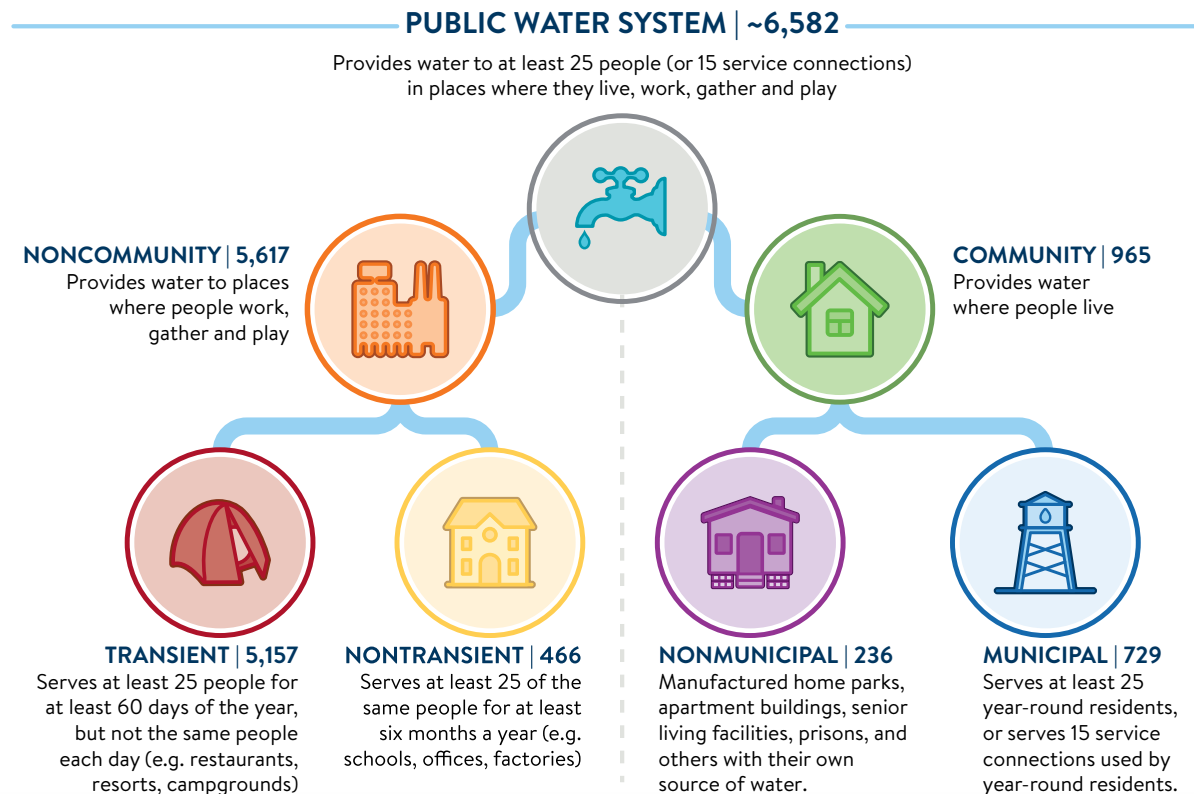 PUBLIC WATER SYSTEM | ~6,582
Provides water to at least 25 people (or 15 service connections)
in places where they live, work, gather and play
NONCOMMUNITY | 5,617
Provides water to places
where people work,
gather and play
COMMUNITY | 965
Provides water
where people live
TRANSIENT | 5,157
Serves at least 25 people for
at least 60 days of the year,
but not the same people
each day (e.g. restaurants,
resorts, campgrounds)
NONTRANSIENT | 466
Serves at least 25 of the
same people for at least
six months a year (e.g.
schools, offices, factories)
NONMUNICIPAL | 236
Manufactured home parks,
apartment buildings, senior
living facilities, prisons, and
others with their own
source of water.
MUNICIPAL | 729
Serves at least 25
year-round residents,
or serves 15 service
connections used by
year-round residents.